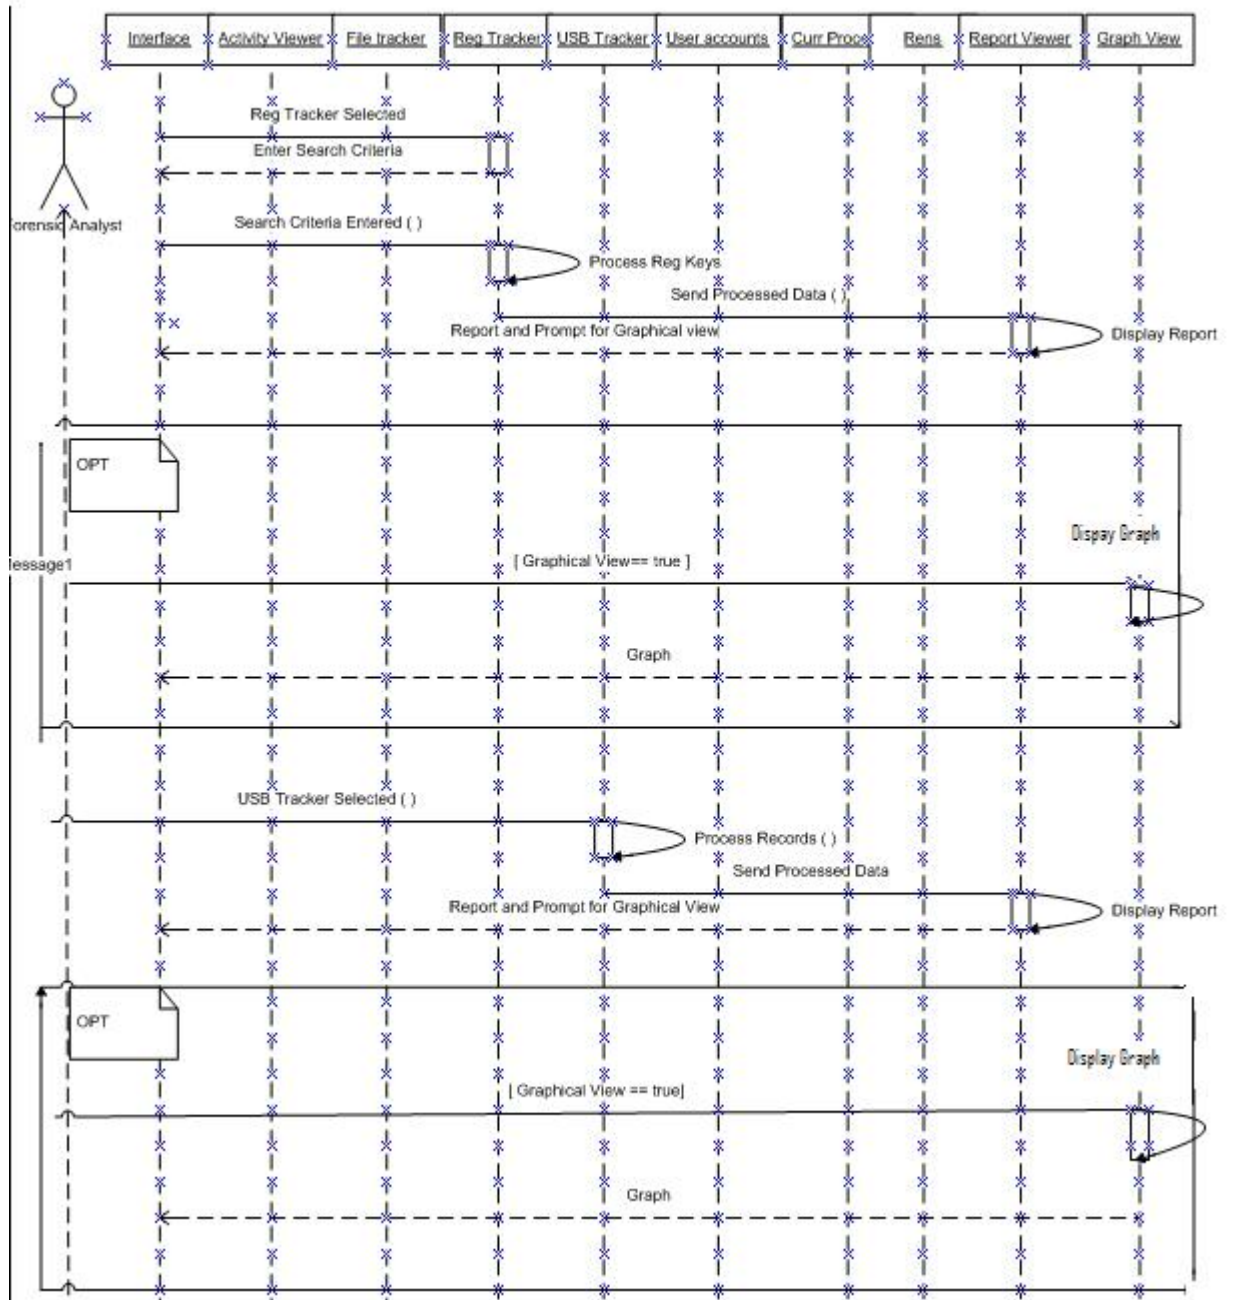 Interface Activity Viewer File tracker Reg Tracker USB Tracker User accounts Curr Proce Rens Report Viewer Graph View
Reg Tracker Selected
Enter Search Criteria
Forensic Analyst
Search Criteria Entered ( )
Process Reg Keys
Send Processed Data ( )
Report and Prompt for Graphical view
Display Report
OPT
Dispay Graph
[ Graphical View== true ]
essage1
Graph
USB Tracker Selected ( )
Process Records ( )
Send Processed Data
Report and Prompt for Graphical View
Display Report
OPT
Display Graph
[ Graphical View == true]
Graph